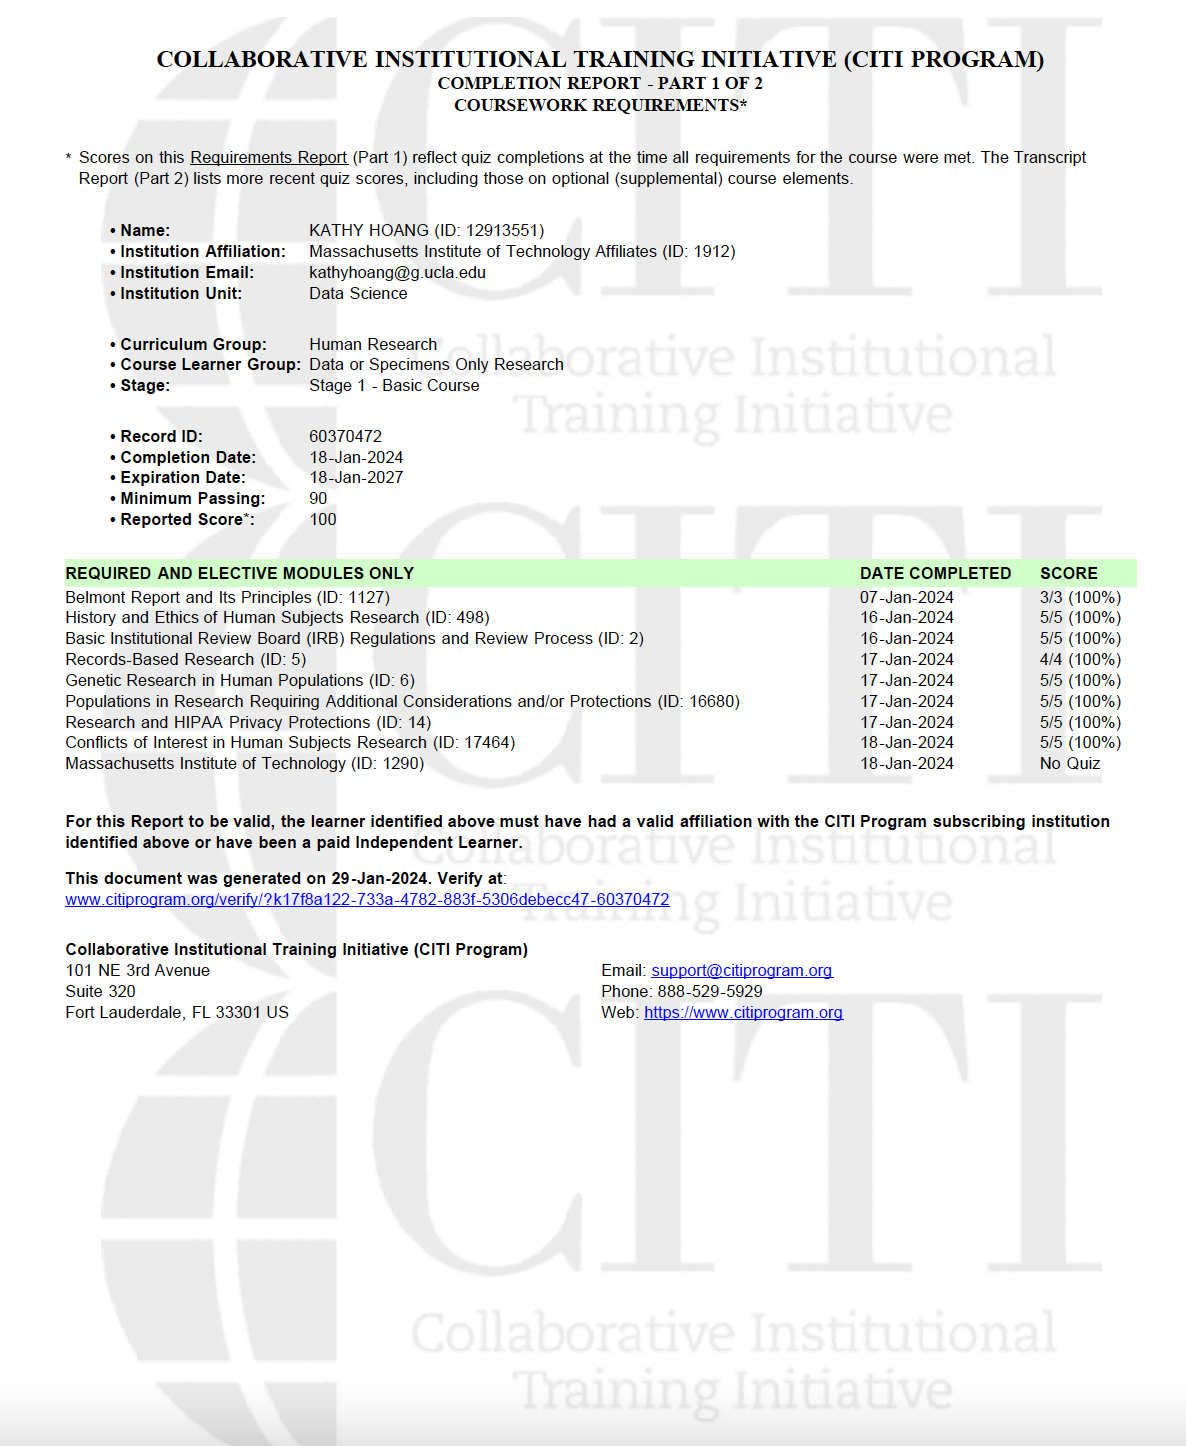 COLLABORATIVE INSTITUTIONAL TRAINING INITIATIVE (CITI PROGRAM)
COMPLETION REPORT - PART 1 OF 2
COURSEWORK REQUIREMENTS*
* Scores on this Requirements Report (Part 1) reflect quiz completions at the time all requirements for the course were met. The Transcript
Report (Part 2) lists more recent quiz scores, including those on optional (supplemental) course elements.
• Name: KATHY HOANG (ID: 12913551)
• Institution Affiliation: Massachusetts Institute of Technology Affiliates (ID: 1912)
• Institution Email: kathyhoang@g.ucla.edu
• Institution Unit: Data Science
• Curriculum Group: Human Research
• Course Learner Group: Data or Specimens Only Research
• Stage: Stage 1 - Basic Course
• Record ID: 60370472
• Completion Date: 18-Jan-2024
• Expiration Date: 18-Jan-2027
• Minimum Passing: 90
• Reported Score*: 100
REQUIRED AND ELECTIVE MODULES ONLY DATE COMPLETED SCORE
Belmont Report and Its Principles (ID: 1127) 07-Jan-2024 3/3 (100%)
History and Ethics of Human Subjects Research (ID: 498) 16-Jan-2024 5/5 (100%)
Basic Institutional Review Board (IRB) Regulations and Review Process (ID: 2) 16-Jan-2024 5/5 (100%)
Records-Based Research (ID: 5) 17-Jan-2024 4/4 (100%)
Genetic Research in Human Populations (ID: 6) 17-Jan-2024 5/5 (100%)
Populations in Research Requiring Additional Considerations and/or Protections (ID: 16680) 17-Jan-2024 5/5 (100%)
Research and HIPAA Privacy Protections (ID: 14) 17-Jan-2024 5/5 (100%)
Conflicts of Interest in Human Subjects Research (ID: 17464) 18-Jan-2024 5/5 (100%)
Massachusetts Institute of Technology (ID: 1290) 18-Jan-2024 No Quiz
For this Report to be valid, the learner identified above must have had a valid affiliation with the CITI Program subscribing institution
identified above or have been a paid Independent Learner.
This document was generated on 29-Jan-2024. Verify at:
www.citiprogram.org/verify/?k17f8a122-733a-4782-883f-5306debecc47-60370472
Collaborative Institutional Training Initiative (CITI Program)
101 NE 3rd Avenue Email: support@citiprogram.org
Suite 320 Phone: 888-529-5929
Fort Lauderdale, FL 33301 US Web: https://www.citiprogram.org
CITI
Collaborative Institutional
Training Initiative
CITI
Collaborative Institutional
Training Initiative
CITI
Collaborative Institutional
Training Initiative